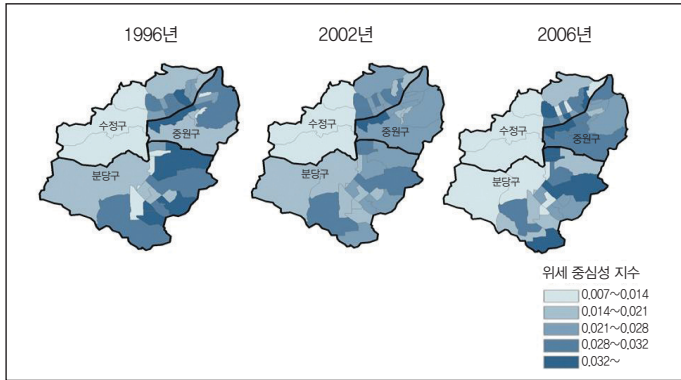 1996년 2002년 2006년
수정구 중원구 분당구
수정구 중원구 분당구
수정구 중원구 분당구
위세 중심성 지수
0.007~0.014
0.014~0.021
0.021~0.028
0.028~0.032
0.032~